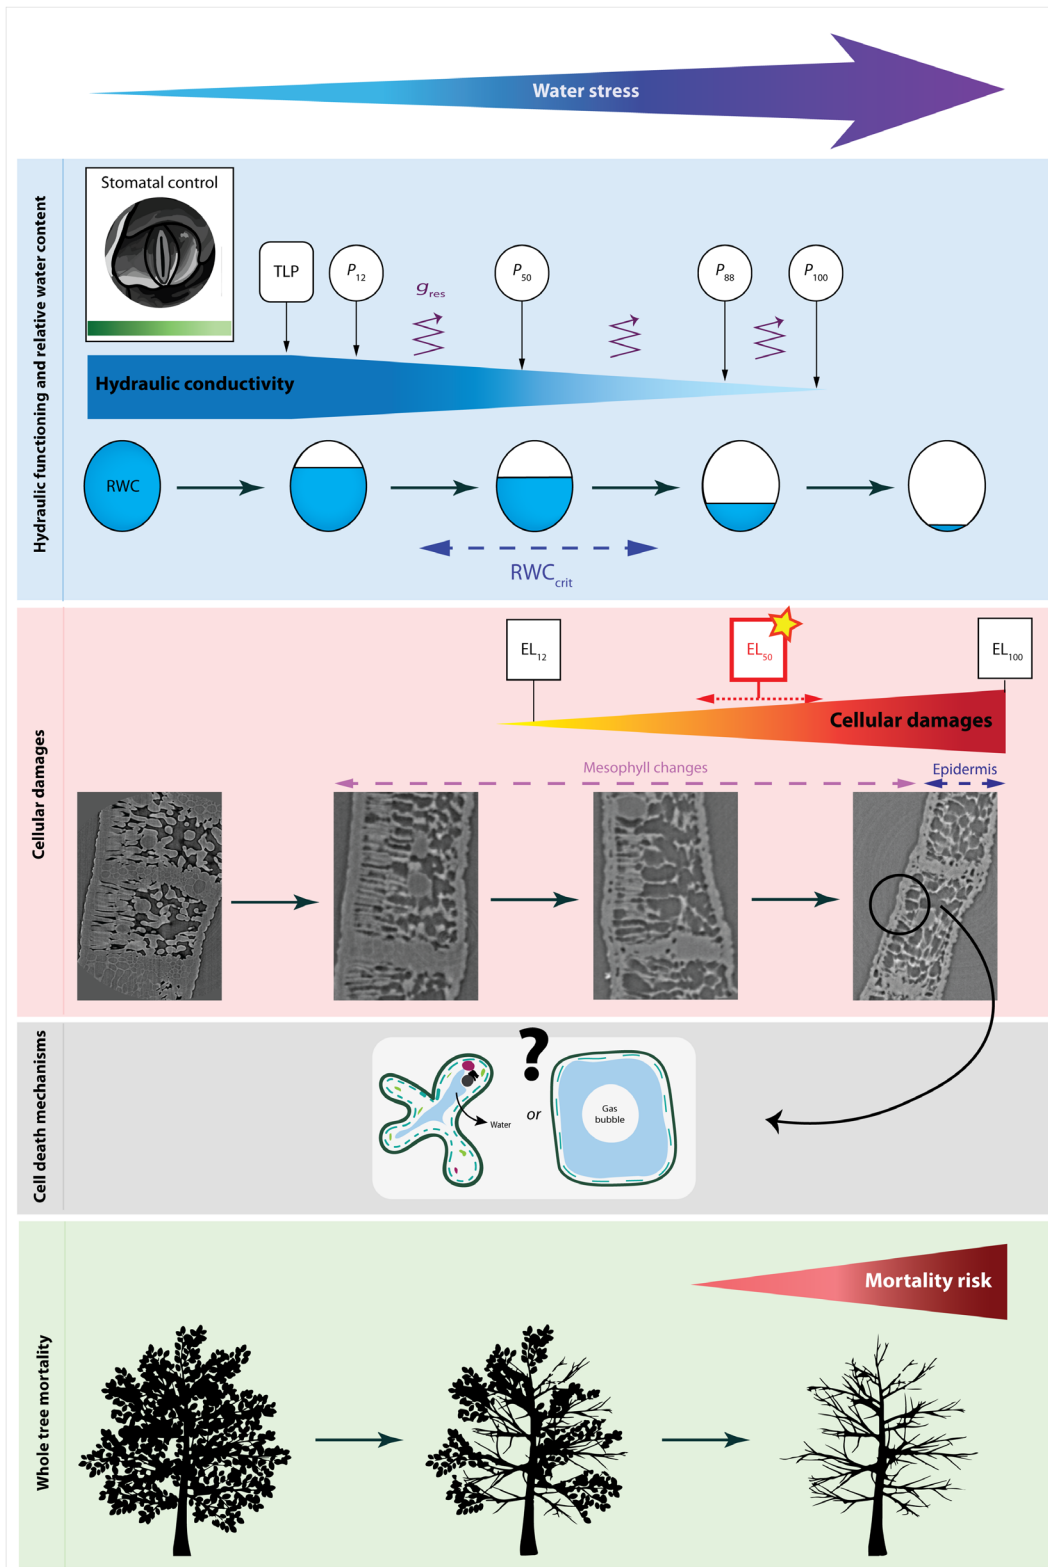 Water stress
Hydraulic functioning and relative water content
Stomatal control
TLP
P12
gres
P50
P88
P100
Hydraulic conductivity
RWC
RWCcrit
Cellular damages
EL12
EL50
EL100
Cellular damages
Mesophyll changes
Epidermis
Cell death mechanisms
?
Water
or
Gas
bubble
Whole tree mortality
Mortality risk